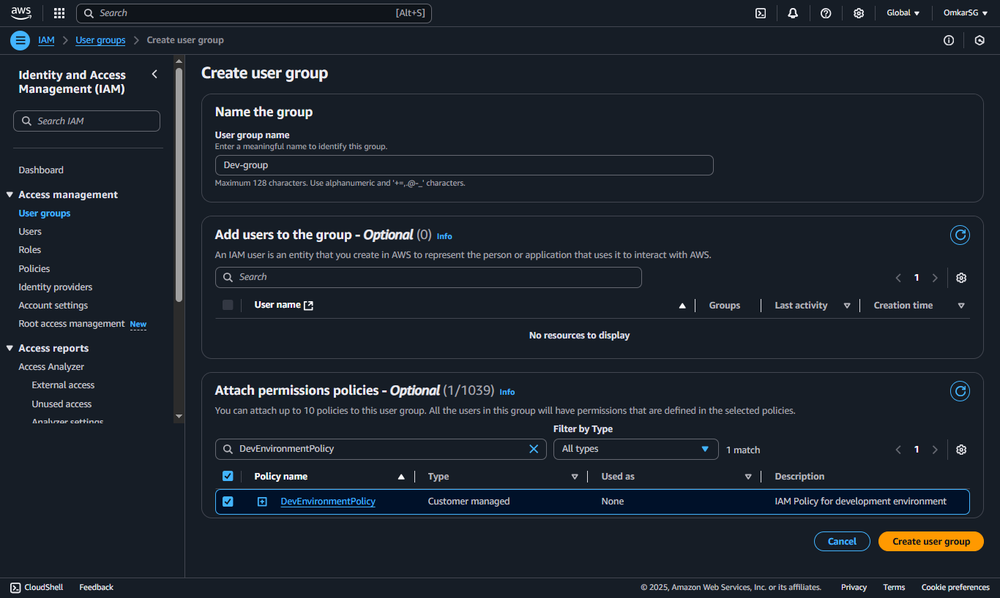 aws
Search [Alt+S]
Global
OmkarSG
IAM
User groups
Create user group
Identity and Access Management (IAM)
Search IAM
Dashboard
Access management
User groups
Users
Roles
Policies
Identity providers
Account settings
Root access management New
Access reports
Access Analyzer
External access
Unused access
Analyzer settings
Create user group
Name the group
User group name
Enter a meaningful name to identify this group.
Dev-group
Maximum 128 characters. Use alphanumeric and '+=,.@-_' characters.
Add users to the group - Optional (0) Info
An IAM user is an entity that you create in AWS to represent the person or application that uses it to interact with AWS.
Search
1
User name Groups Last activity Creation time
No resources to display
Attach permissions policies - Optional (1/1039) Info
You can attach up to 10 policies to this user group. All the users in this group will have permissions that are defined in the selected policies.
Filter by Type
DevEnvironmentPolicy All types 1 match 1
Policy name Type Used as Description
DevEnvironmentPolicy Customer managed None IAM Policy for development environment
Cancel Create user group
CloudShell Feedback © 2025, Amazon Web Services, Inc. or its affiliates. Privacy Terms Cookie preferences